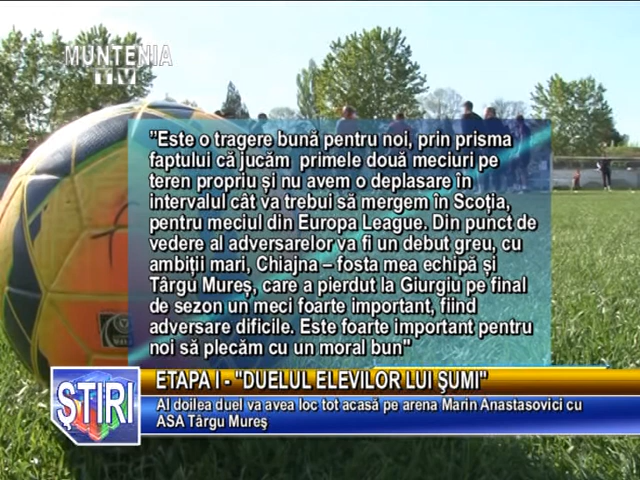 MUNTENIA
TV
"Este o tragere bună pentru noi, prin prisma
faptului că jucăm primele două meciuri pe
teren propriu și nu avem o deplasare în
intervalul cât va trebui să mergem în Scoția,
pentru meciul din Europa League. Din punct de
vedere al adversarelor va fi un debut greu, cu
ambiții mari, Chiajna – fosta mea echipă și
Târgu Mureș, care a pierdut la Giurgiu pe final
de sezon un meci foarte important, fiind
adversare dificile. Este foarte important pentru
noi să plecăm cu un moral bun"
ETAPA I - "DUELUL ELEVILOR LUI ŞUMI"
ŞTIRI
Al doilea duel va avea loc tot acasă pe arena Marin Anastasovici cu
ASA Târgu Mureş